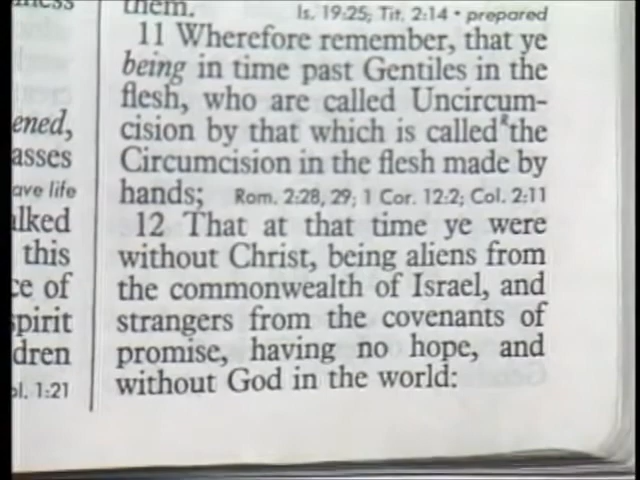 ened,
asses
ave life
alked
this
ce of
spirit
dren
ol. 1:21
them. Is. 19:25; Tit. 2:14 • prepared
11 Wherefore remember, that ye
being in time past Gentiles in the
flesh, who are called Uncircum-
cision by that which is called the
Circumcision in the flesh made by
hands; Rom. 2:28, 29; 1 Cor. 12:2; Col. 2:11
12 That at that time ye were
without Christ, being aliens from
the commonwealth of Israel, and
strangers from the covenants of
promise, having no hope, and
without God in the world: